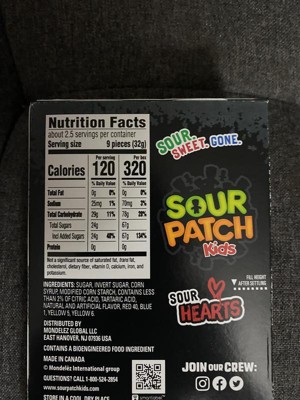 Nutrition Facts
about 2.5 servings per container
Serving size 9 pieces (32g)
Per serving Per box
Calories 120 320
% Daily Value % Daily Value
Total Fat 0g 0% 0g 0%
Sodium 25mg 1% 70mg 3%
Total Carbohydrate 29g 11% 78g 28%
Total Sugars 24g 67g
Incl Added Sugars 24g 48% 67g 134%
Protein 0g 0g
Not a significant source of saturated fat, trans fat,
cholesterol, dietary fiber, vitamin D, calcium, iron, and
potassium.
INGREDIENTS: SUGAR, INVERT SUGAR, CORN
SYRUP, MODIFIED CORN STARCH, CONTAINS LESS
THAN 2% OF CITRIC ACID, TARTARIC ACID,
NATURAL AND ARTIFICIAL FLAVOR, RED 40, BLUE
1, YELLOW 5, YELLOW 6.
DISTRIBUTED BY
MONDELEZ GLOBAL LLC
EAST HANOVER, NJ 07936 USA
CONTAINS A BIOENGINEERED FOOD INGREDIENT
MADE IN CANADA
© Mondelēz International group
QUESTIONS? CALL 1-800-524-2854
www.sourpatchkids.com
STORE IN A COOL DRY PLACE
SOUR. SWEET. GONE.
SOUR
PATCH
Kids
FILL HEIGHT
AFTER SETTLING
SOUR
HEARTS
JOIN OUR CREW: